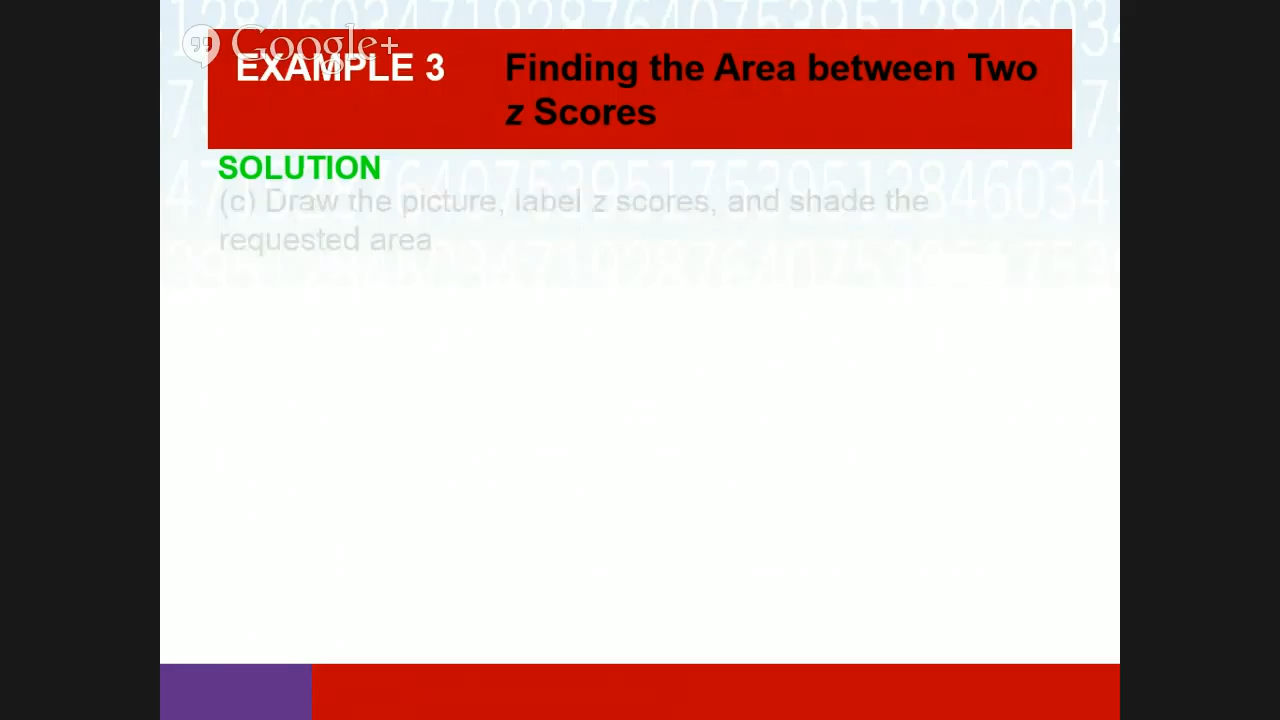 Google+
EXAMPLE 3 Finding the Area between Two
z Scores
SOLUTION
(c) Draw the picture, label z scores, and shade the
requested area